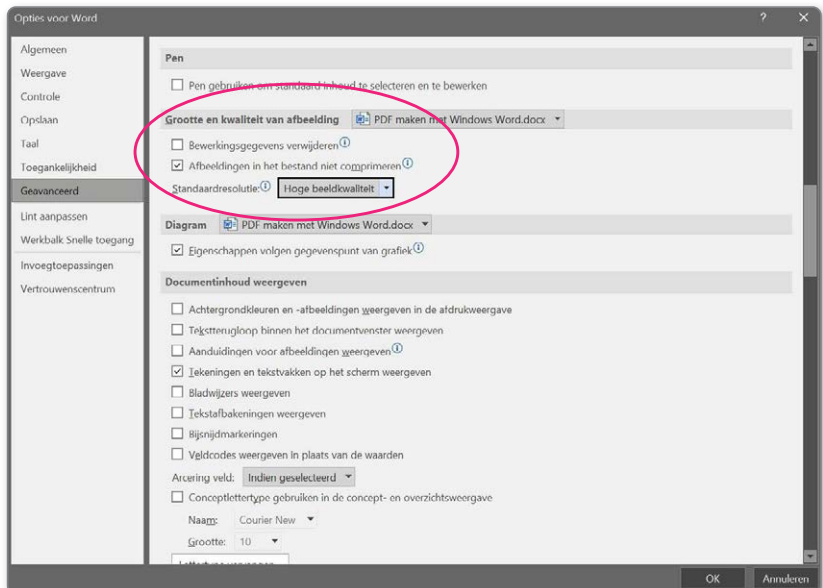 Opties voor Word
?
Algemeen
Weergave
Controle
Opslaan
Taal
Toegankelijkheid
Geavanceerd
Lint aanpassen
Werkbalk Snelle toegang
Invoegtoepassingen
Vertrouwenscentrum
Pen
Pen gebruiken om standaard inhoud te selecteren en te bewerken
Grootte en kwaliteit van afbeelding PDF maken met Windows Word.docx
Bewerkingsgegevens verwijderen
Afbeeldingen in het bestand niet comprimeren
Standaardresolutie: Hoge beeldkwaliteit
Diagram PDF maken met Windows Word.docx
Eigenschappen volgen gegevenspunt van grafiek
Documentinhoud weergeven
Achtergrondkleuren en -afbeeldingen weergeven in de afdrukweergave
Tekstterugloop binnen het documentvenster weergeven
Aanduidingen voor afbeeldingen weergeven
Tekeningen en tekstvakken op het scherm weergeven
Bladwijzers weergeven
Tekstafbakeningen weergeven
Bijsnijdmarkeringen
Veldcodes weergeven in plaats van de waarden
Arcering veld: Indien geselecteerd
Conceptlettertype gebruiken in de concept- en overzichtsweergave
Naam: Courier New
Grootte: 10
OK Annuleren